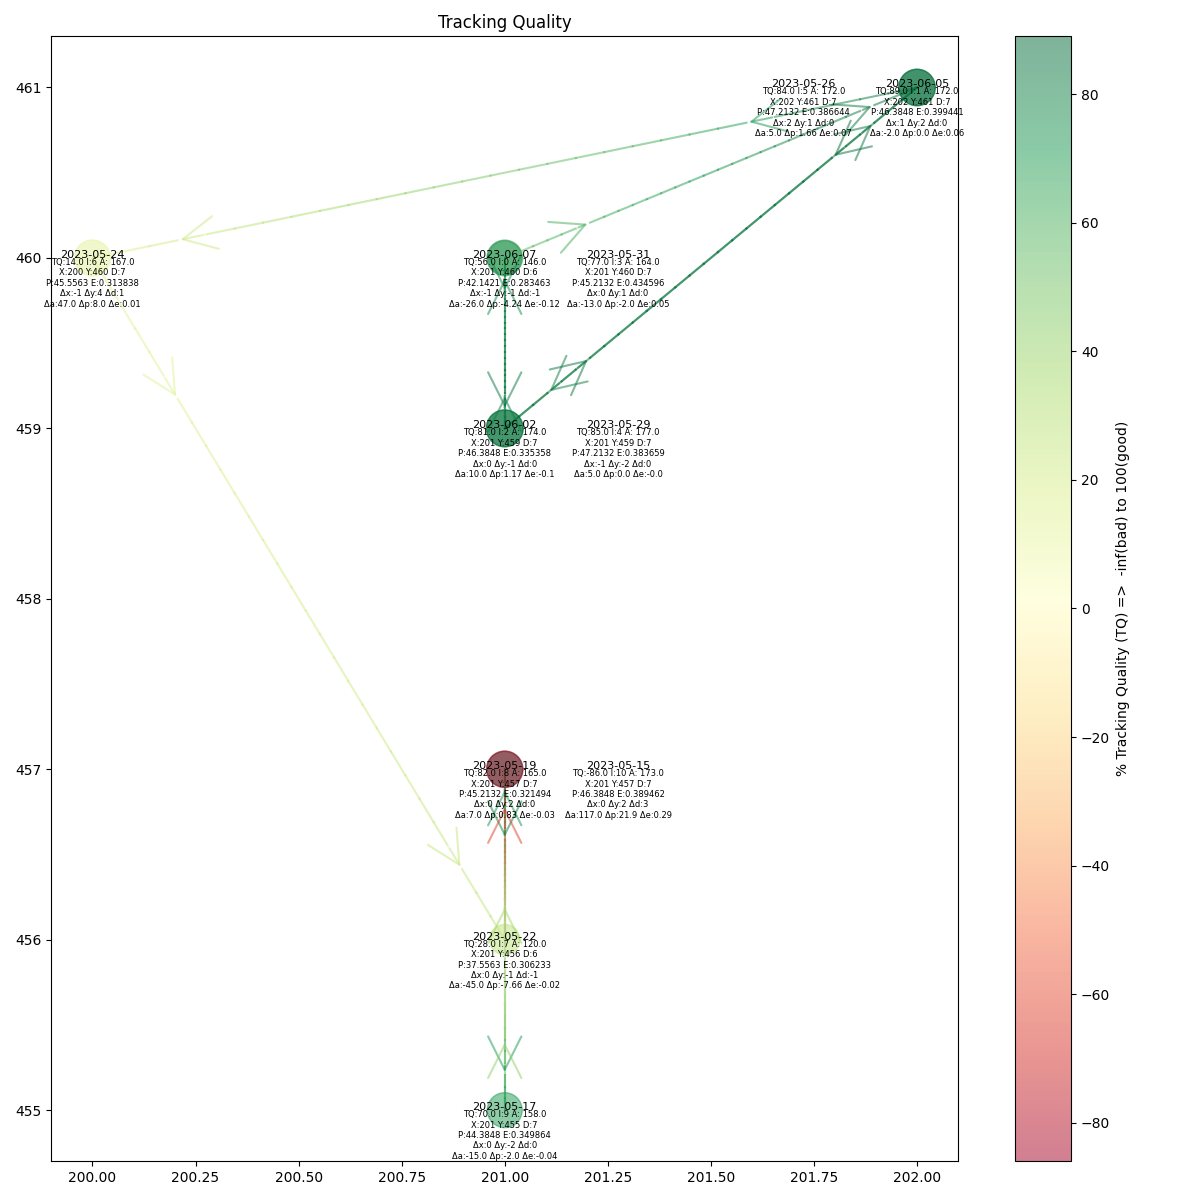 Tracking Quality
461
460
459
458
457
456
455
200.00
200.25
200.50
200.75
201.00
201.25
201.50
201.75
202.00
2023-05-26
TQ:84.0 I:5 A: 172.0
X:202 Y:461 D:7
P:47.2132 E:0.386644
Δx:2 Δy:1 Δd:0
Δa:5.0 Δp:1.66 Δe:0.07
2023-06-05
TQ:89.0 I:1 A: 172.0
X:202 Y:461 D:7
P:46.3848 E:0.399441
Δx:1 Δy:2 Δd:0
Δa:-2.0 Δp:0.0 Δe:0.06
2023-05-24
TQ:14.0 I:6 A: 167.0
X:200 Y:460 D:7
P:45.5563 E:0.313838
Δx:-1 Δy:4 Δd:1
Δa:47.0 Δp:8.0 Δe:0.01
2023-06-07
TQ:56.0 I:0 A: 146.0
X:201 Y:460 D:6
P:42.1421 E:0.283463
Δx:-1 Δy:-1 Δd:-1
Δa:-26.0 Δp:-4.24 Δe:-0.12
2023-05-31
TQ:77.0 I:3 A: 164.0
X:201 Y:460 D:7
P:45.2132 E:0.434596
Δx:0 Δy:1 Δd:0
Δa:-13.0 Δp:-2.0 Δe:0.05
2023-06-02
TQ:81.0 I:2 A: 174.0
X:201 Y:459 D:7
P:46.3848 E:0.335358
Δx:0 Δy:-1 Δd:0
Δa:10.0 Δp:1.17 Δe:-0.1
2023-05-29
TQ:85.0 I:4 A: 177.0
X:201 Y:459 D:7
P:47.2132 E:0.383659
Δx:-1 Δy:-2 Δd:0
Δa:5.0 Δp:0.0 Δe:-0.0
2023-05-19
TQ:82.0 I:8 A: 165.0
X:201 Y:457 D:7
P:45.2132 E:0.321494
Δx:0 Δy:2 Δd:0
Δa:7.0 Δp:0.83 Δe:-0.03
2023-05-15
TQ:-86.0 I:10 A: 173.0
X:201 Y:457 D:7
P:46.3848 E:0.389462
Δx:0 Δy:2 Δd:3
Δa:117.0 Δp:21.9 Δe:0.29
2023-05-22
TQ:28.0 I:7 A: 120.0
X:201 Y:456 D:6
P:37.5563 E:0.306233
Δx:0 Δy:-1 Δd:-1
Δa:-45.0 Δp:-7.66 Δe:-0.02
2023-05-17
TQ:70.0 I:9 A: 158.0
X:201 Y:455 D:7
P:44.3848 E:0.349864
Δx:0 Δy:-2 Δd:0
Δa:-15.0 Δp:-2.0 Δe:-0.04
80
60
40
20
0
−20
−40
−60
−80
% Tracking Quality (TQ) => -inf(bad) to 100(good)